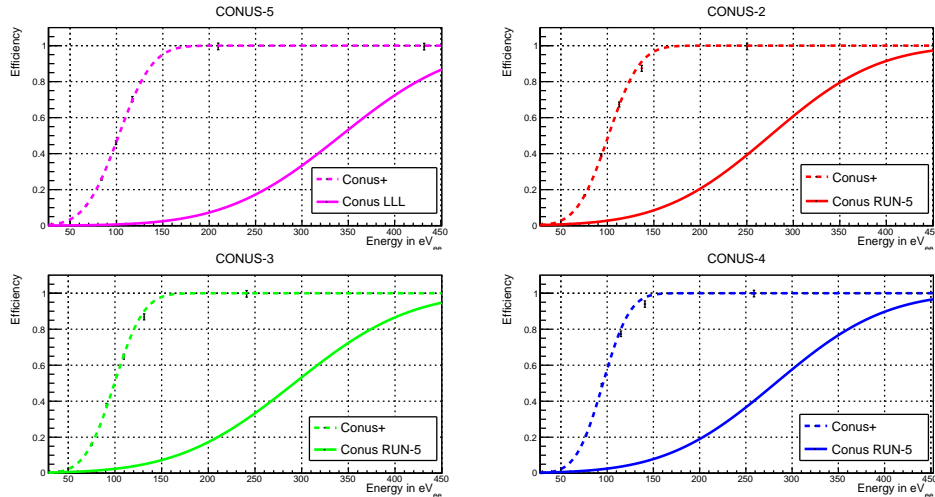 CONUS-5
Efficiency
1
0.8
0.6
0.4
0.2
0
50 100 150 200 250 300 350 400 450
Energy in eVee
Conus+
Conus LLL
CONUS-2
Efficiency
1
0.8
0.6
0.4
0.2
0
50 100 150 200 250 300 350 400 450
Energy in eVee
Conus+
Conus RUN-5
CONUS-3
Efficiency
1
0.8
0.6
0.4
0.2
0
50 100 150 200 250 300 350 400 450
Energy in eVee
Conus+
Conus RUN-5
CONUS-4
Efficiency
1
0.8
0.6
0.4
0.2
0
50 100 150 200 250 300 350 400 450
Energy in eVee
Conus+
Conus RUN-5